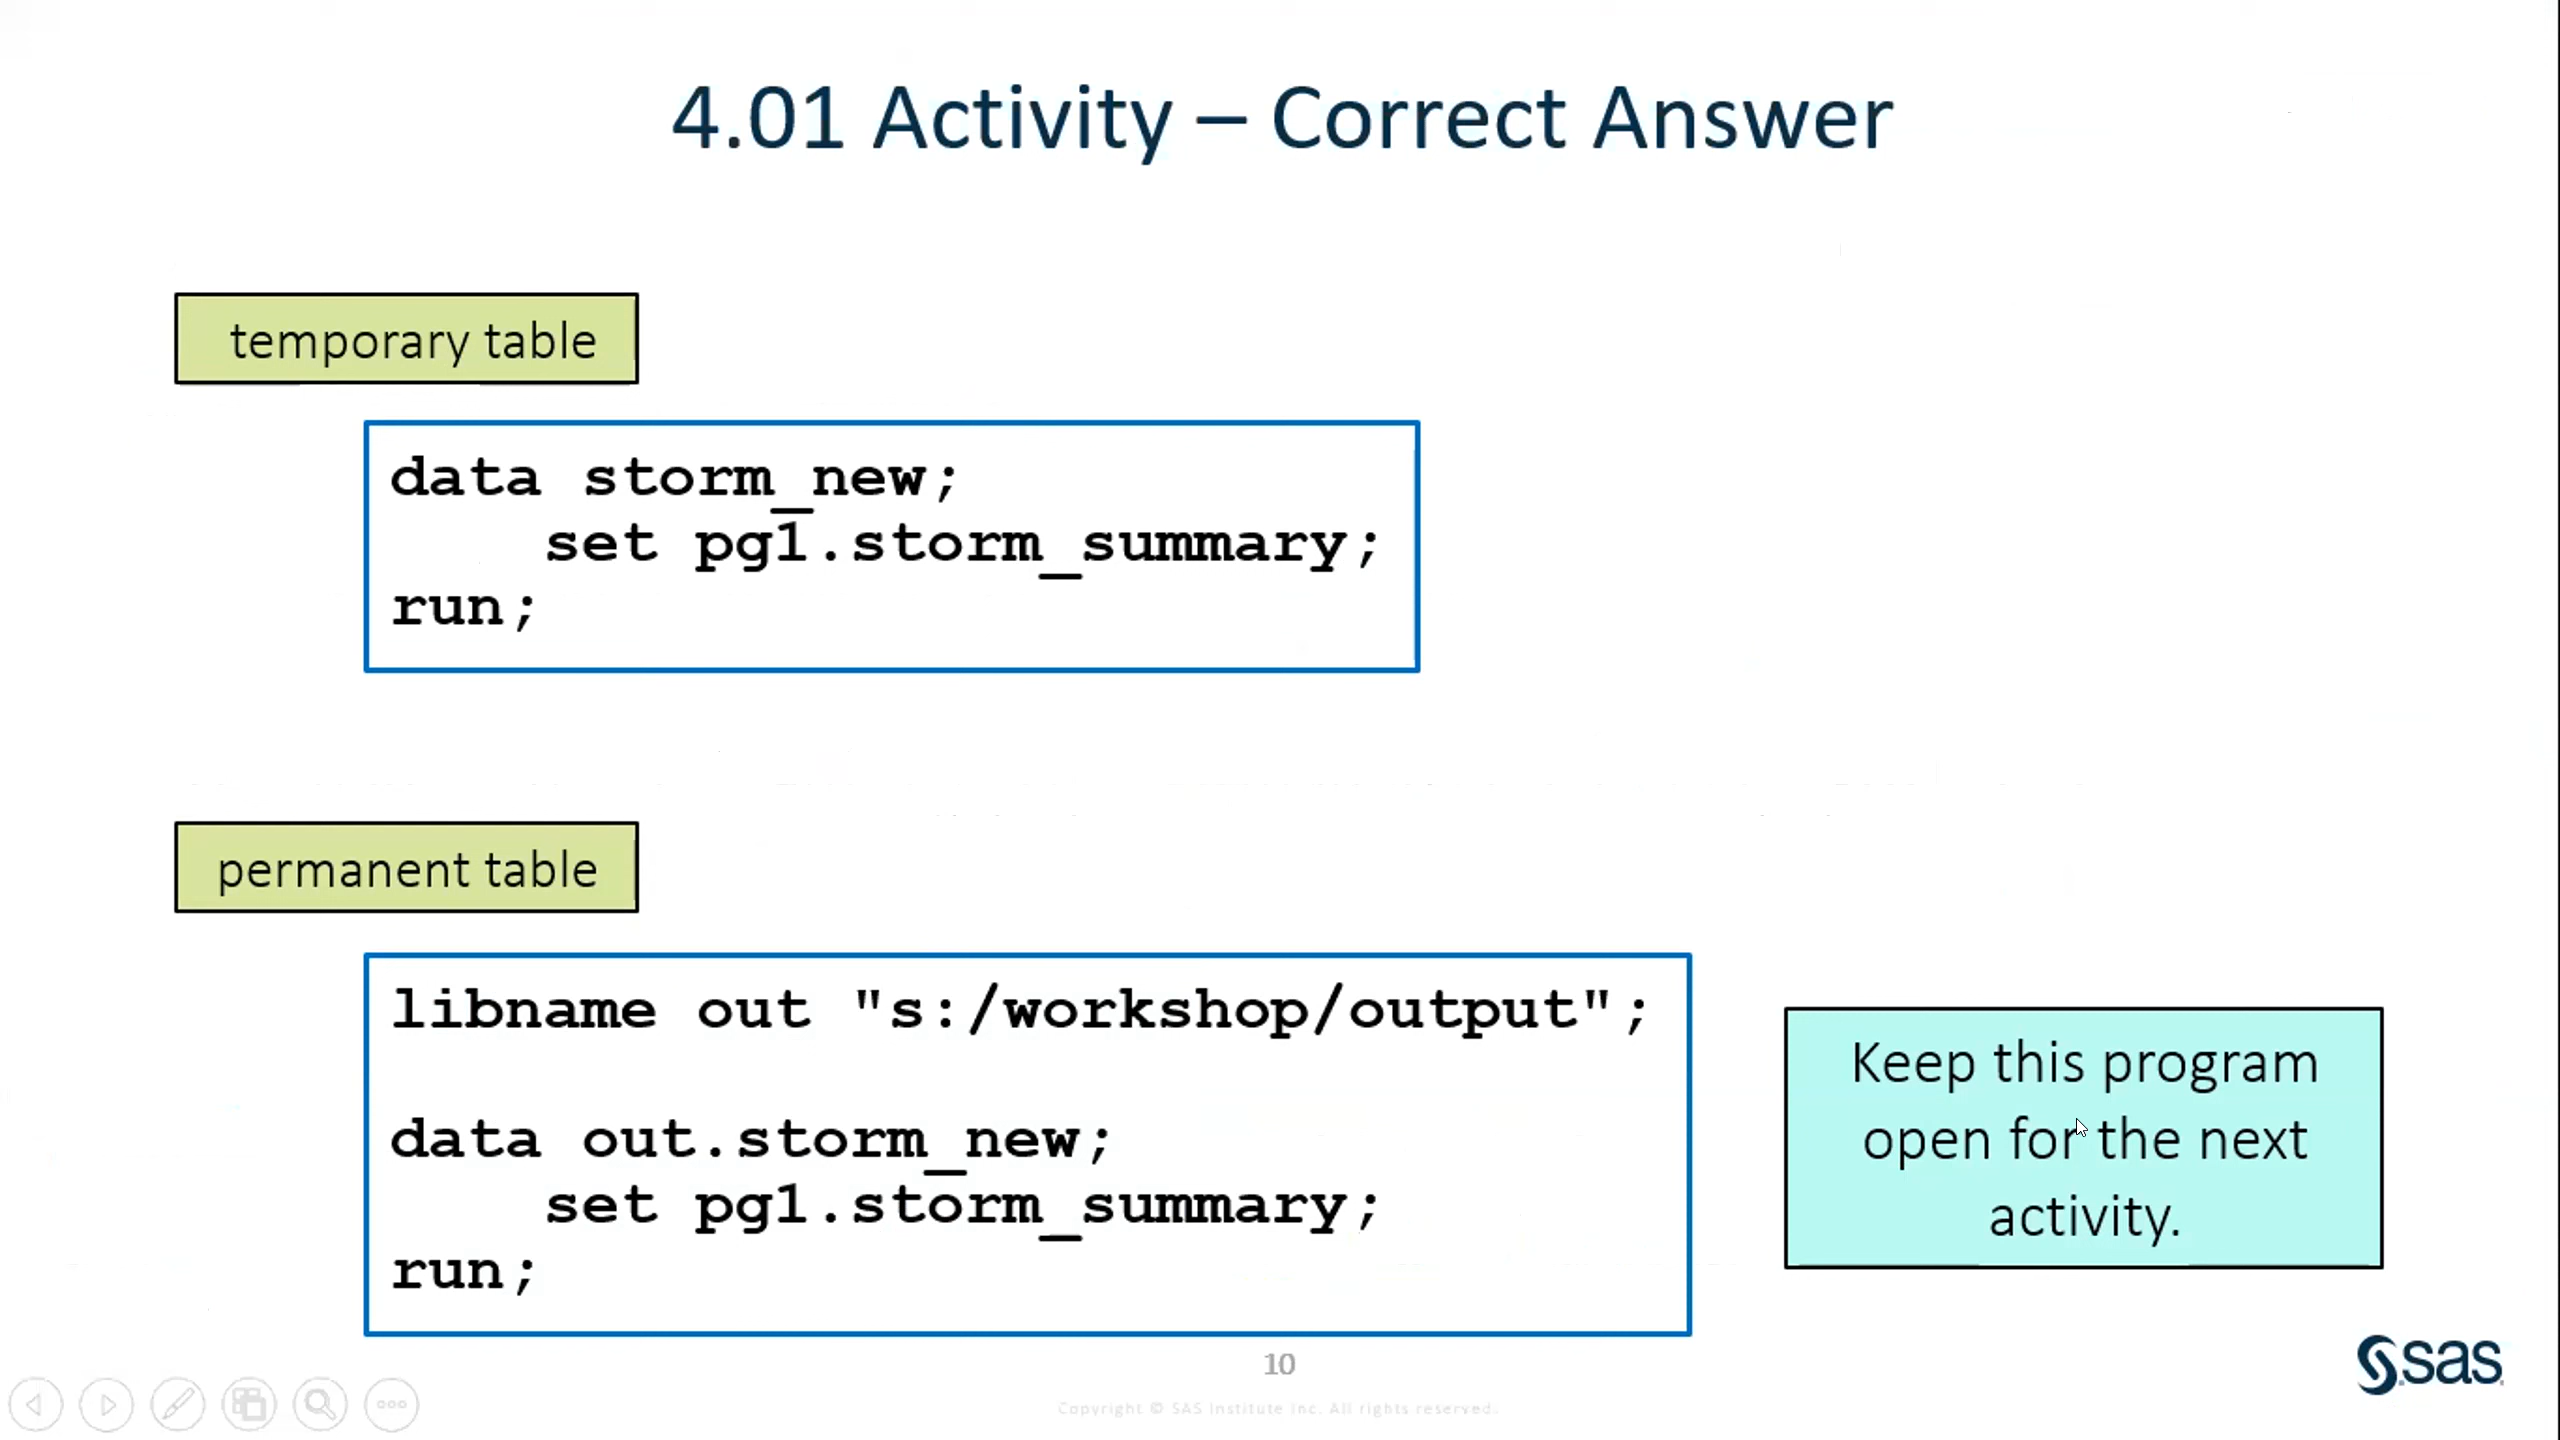 4.01 Activity – Correct Answer
temporary table
data storm_new;
set pg1.storm_summary;
run;
permanent table
libname out "s:/workshop/output";
data out.storm_new;
set pg1.storm_summary;
run;
Keep this program
open for the next
activity.
10
Copyright © SAS Institute Inc. All rights reserved.
sas